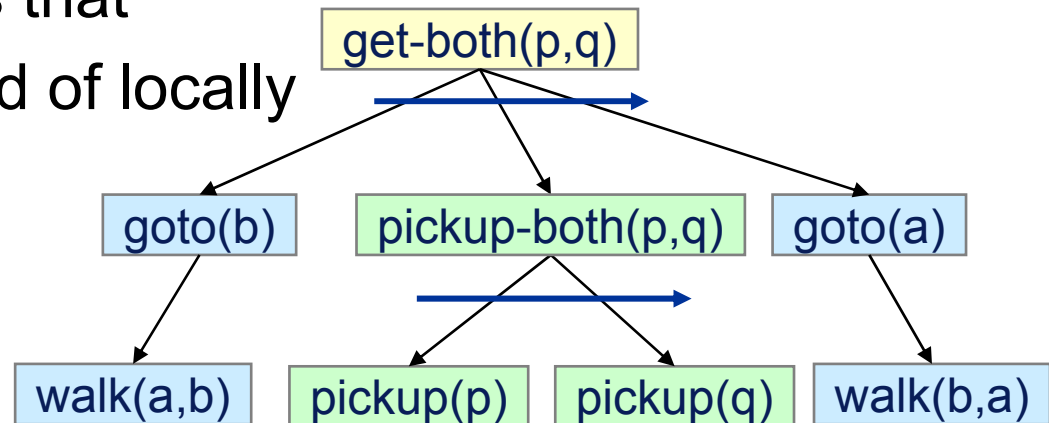 s that
d of locally
get-both(p,q)
goto(b) pickup-both(p,q) goto(a)
walk(a,b) pickup(p) pickup(q) walk(b,a)